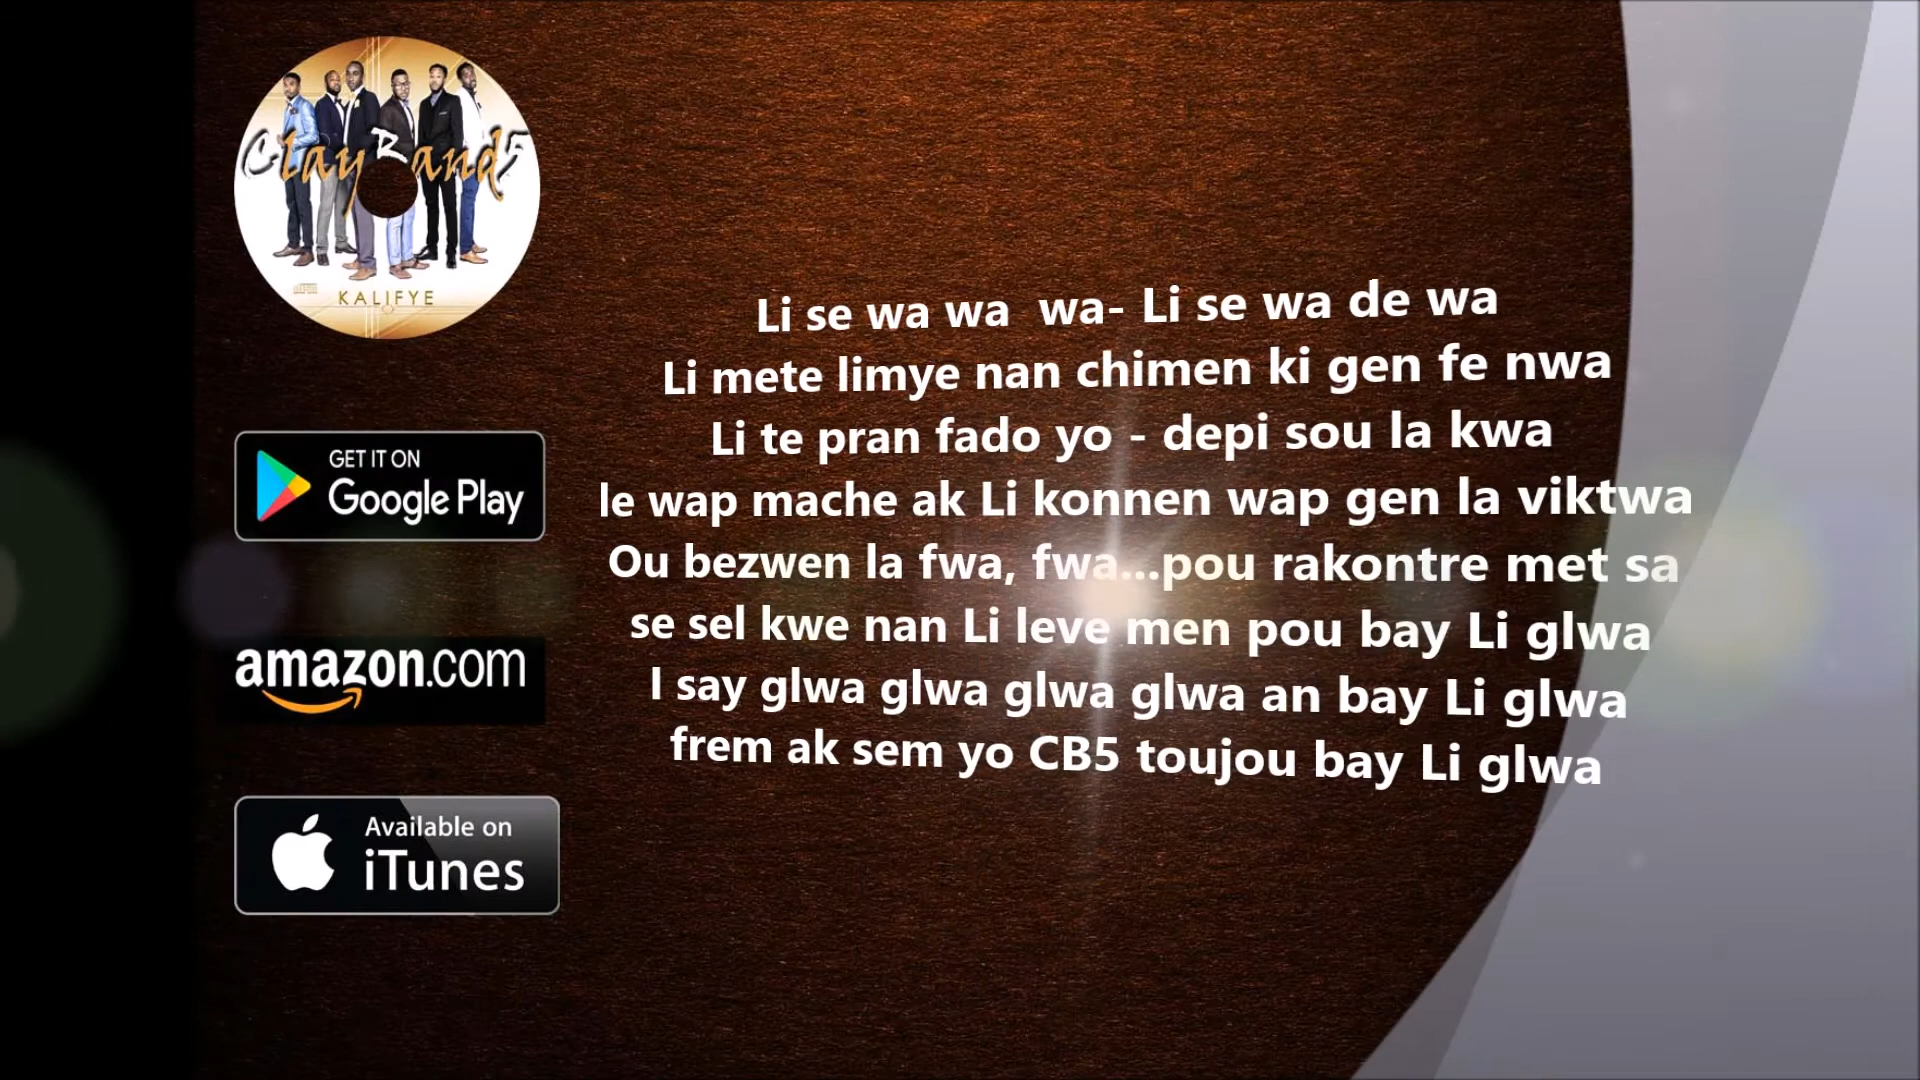 Clay Band5
KALIFYE
GET IT ON
Google Play
amazon.com
Available on
iTunes
Li se wa wa wa- Li se wa de wa
Li mete limye nan chimen ki gen fe nwa
Li te pran fado yo - depi sou la kwa
le wap mache ak Li konnen wap gen la viktwa
Ou bezwen la fwa, fwa...pou rakontre met sa
se sel kwe nan Li leve men pou bay Li glwa
I say glwa glwa glwa glwa an bay Li glwa
frem ak sem yo CB5 toujou bay Li glwa